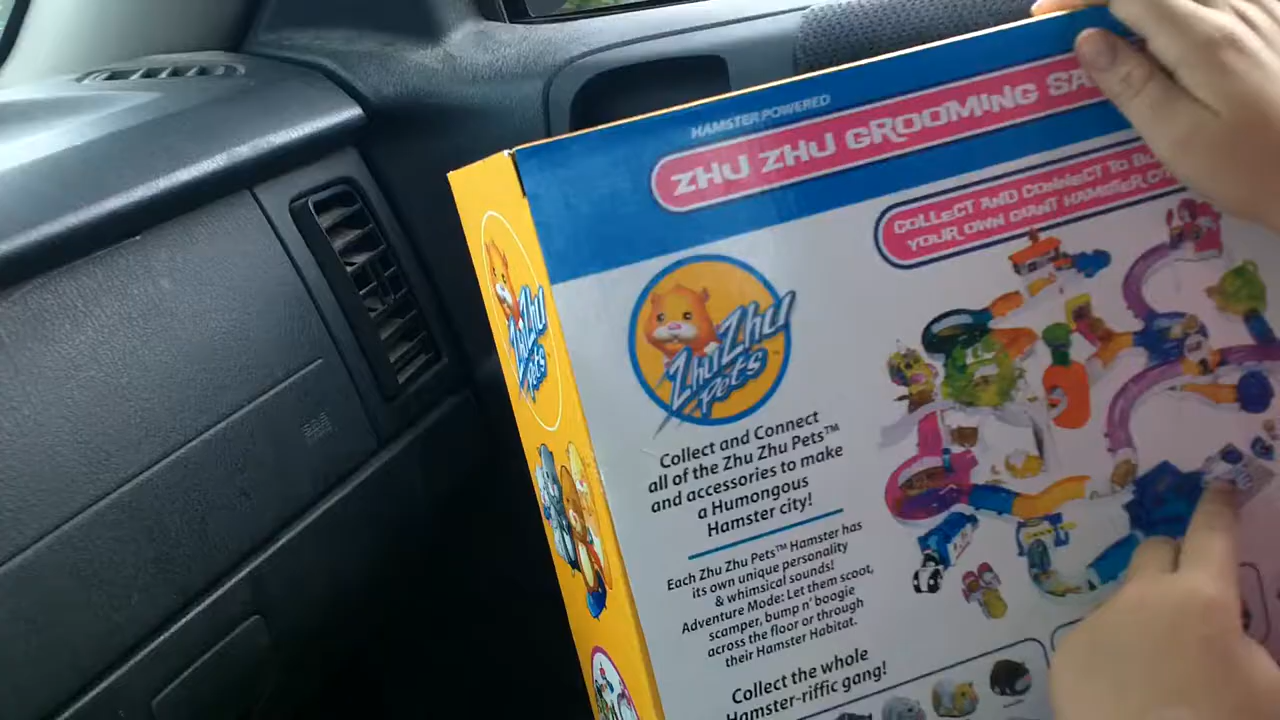 HAMSTER POWERED
ZHU ZHU GROOMING
COLLECT AND CONNECT TO
YOUR OWN GIANT HAMSTER
Zhu Zhu
Pets™
Zhu Zhu
Pets
Collect and Connect
all of the Zhu Zhu Pets™
and accessories to make
a Humongous
Hamster city!
Each Zhu Zhu Pets™ Hamster has
its own unique personality
& whimsical sounds!
Adventure Mode: Let them scoot,
scamper, bump n' boogie
across the floor or through
their Hamster Habitat.
Collect the whole
Hamster-riffic gang!